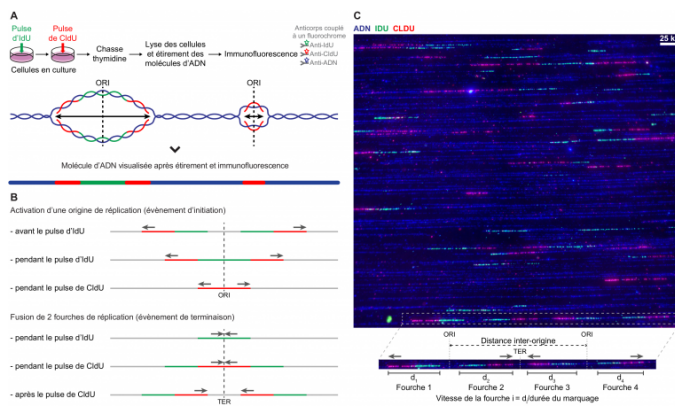 A
Pulse
d'IdU
Pulse
de CldU
Cellules en culture
Chasse
thymidine
Lyse des cellules
et étirement des
molécules d'ADN
Immunofluorescence
Anticorps couplé
à un fluorochrome
Anti-IdU
Anti-CldU
Anti-ADN
ORI
ORI
Molécule d'ADN visualisée après étirement et immunofluorescence
B
Activation d'une origine de réplication (évènement d'initiation)
- avant le pulse d'IdU
- pendant le pulse d'IdU
- pendant le pulse de CldU
ORI
Fusion de 2 fourches de réplication (évènement de terminaison)
- pendant le pulse d'IdU
- pendant le pulse de CldU
- après le pulse de CldU
TER
C
ADN IDU CLDU
25 k
ORI
ORI
Distance inter-origine
TER
d1 d2 d3 d4
Fourche 1 Fourche 2 Fourche 3 Fourche 4
Vitesse de la fourche i = di/durée du marquage